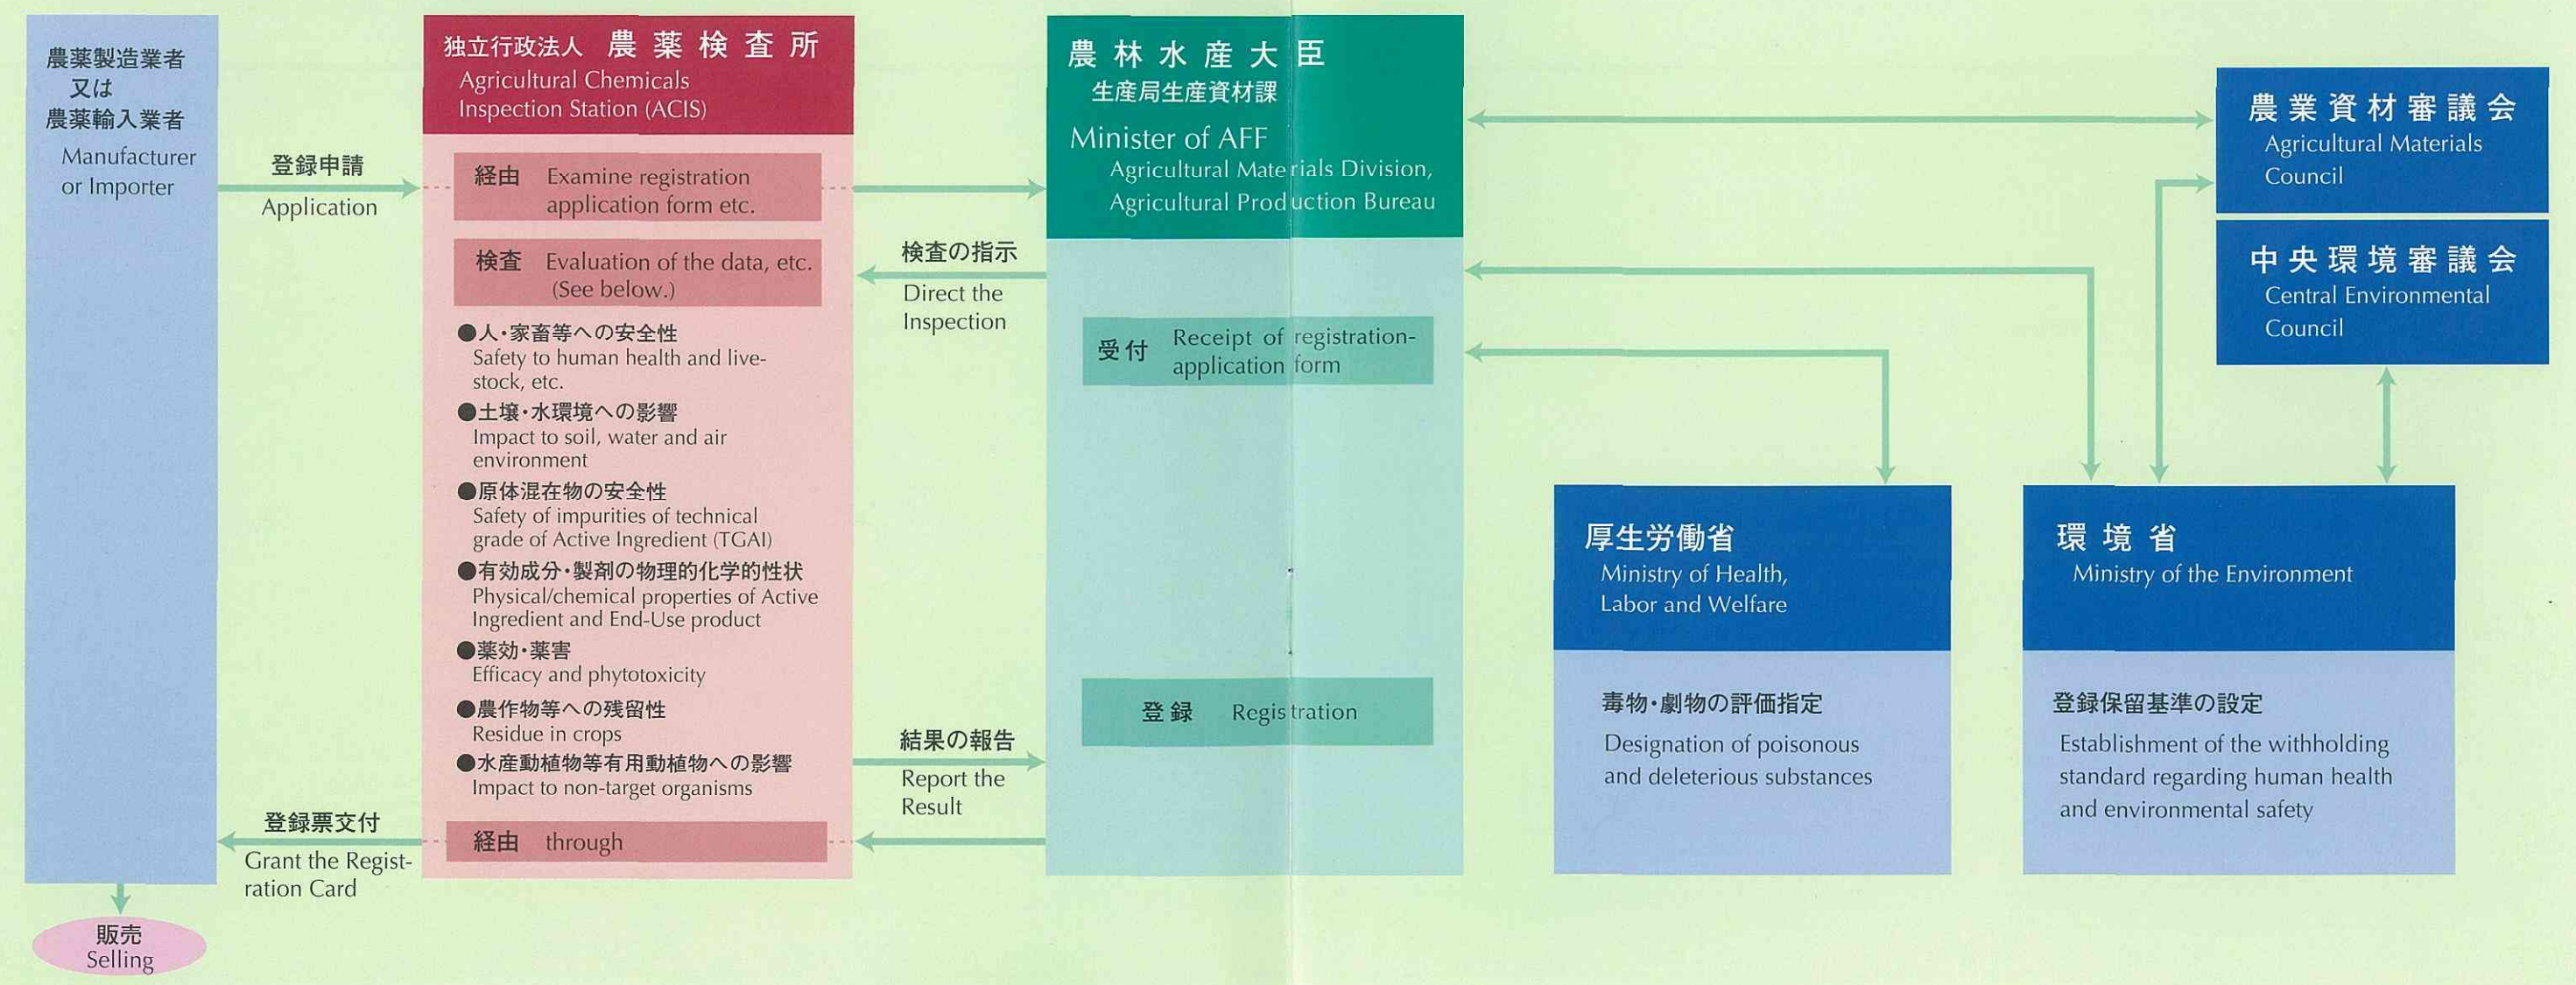 農薬製造業者
又は
農薬輸入業者
Manufacturer
or Importer
登録申請
Application
独立行政法人 農薬検査所
Agricultural Chemicals
Inspection Station (ACIS)
経由 Examine registration
application form etc.
検査 Evaluation of the data, etc.
(See below.)
●人・家畜等への安全性
Safety to human health and live-
stock, etc.
●土壌・水環境への影響
Impact to soil, water and air
environment
●原体混在物の安全性
Safety of impurities of technical
grade of Active Ingredient (TGAI)
●有効成分・製剤の物理的化学的性状
Physical/chemical properties of Active
Ingredient and End-Use product
●薬効・薬害
Efficacy and phytotoxicity
●農作物等への残留性
Residue in crops
●水産動植物等有用動植物への影響
Impact to non-target organisms
経由 through
登録票交付
Grant the Regist-
ration Card
販売
Selling
検査の指示
Direct the
Inspection
結果の報告
Report the
Result
農林水産大臣
生産局生産資材課
Minister of AFF
Agricultural Materials Division,
Agricultural Production Bureau
受付 Receipt of registration-
application form
登録 Registration
農業資材審議会
Agricultural Materials
Council
中央環境審議会
Central Environmental
Council
厚生労働省
Ministry of Health,
Labor and Welfare
毒物・劇物の評価指定
Designation of poisonous
and deleterious substances
環境省
Ministry of the Environment
登録保留基準の設定
Establishment of the withholding
standard regarding human health
and environmental safety